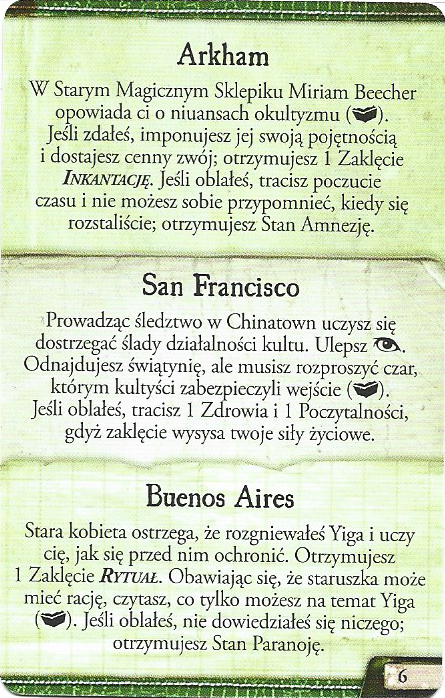 Arkham
W Starym Magicznym Sklepiku Miriam Beecher
opowiada ci o niuansach okultyzmu ( ).
Jeśli zdałeś, imponujesz jej swoją pojętnością
i dostajesz cenny zwój; otrzymujesz 1 Zaklęcie
INKANTACJĘ. Jeśli oblałeś, tracisz poczucie
czasu i nie możesz sobie przypomnieć, kiedy się
rozstaliście; otrzymujesz Stan Amnezję.
San Francisco
Prowadząc śledztwo w Chinatown uczysz się
dostrzegać ślady działalności kultu. Ulepsz .
Odnajdujesz świątynię, ale musisz rozproszyć czar,
którym kultyści zabezpieczyli wejście ( ).
Jeśli oblałeś, tracisz 1 Zdrowia i 1 Poczytalności,
gdyż zaklęcie wysysa twoje siły życiowe.
Buenos Aires
Stara kobieta ostrzega, że rozgniewałeś Yiga i uczy
cię, jak się przed nim ochronić. Otrzymujesz
1 Zaklęcie RYTUAŁ. Obawiając się, że staruszka może
mieć rację, czytasz, co tylko możesz na temat Yiga
( ). Jeśli oblałeś, nie dowiedziałeś się niczego;
otrzymujesz Stan Paranoję.
6